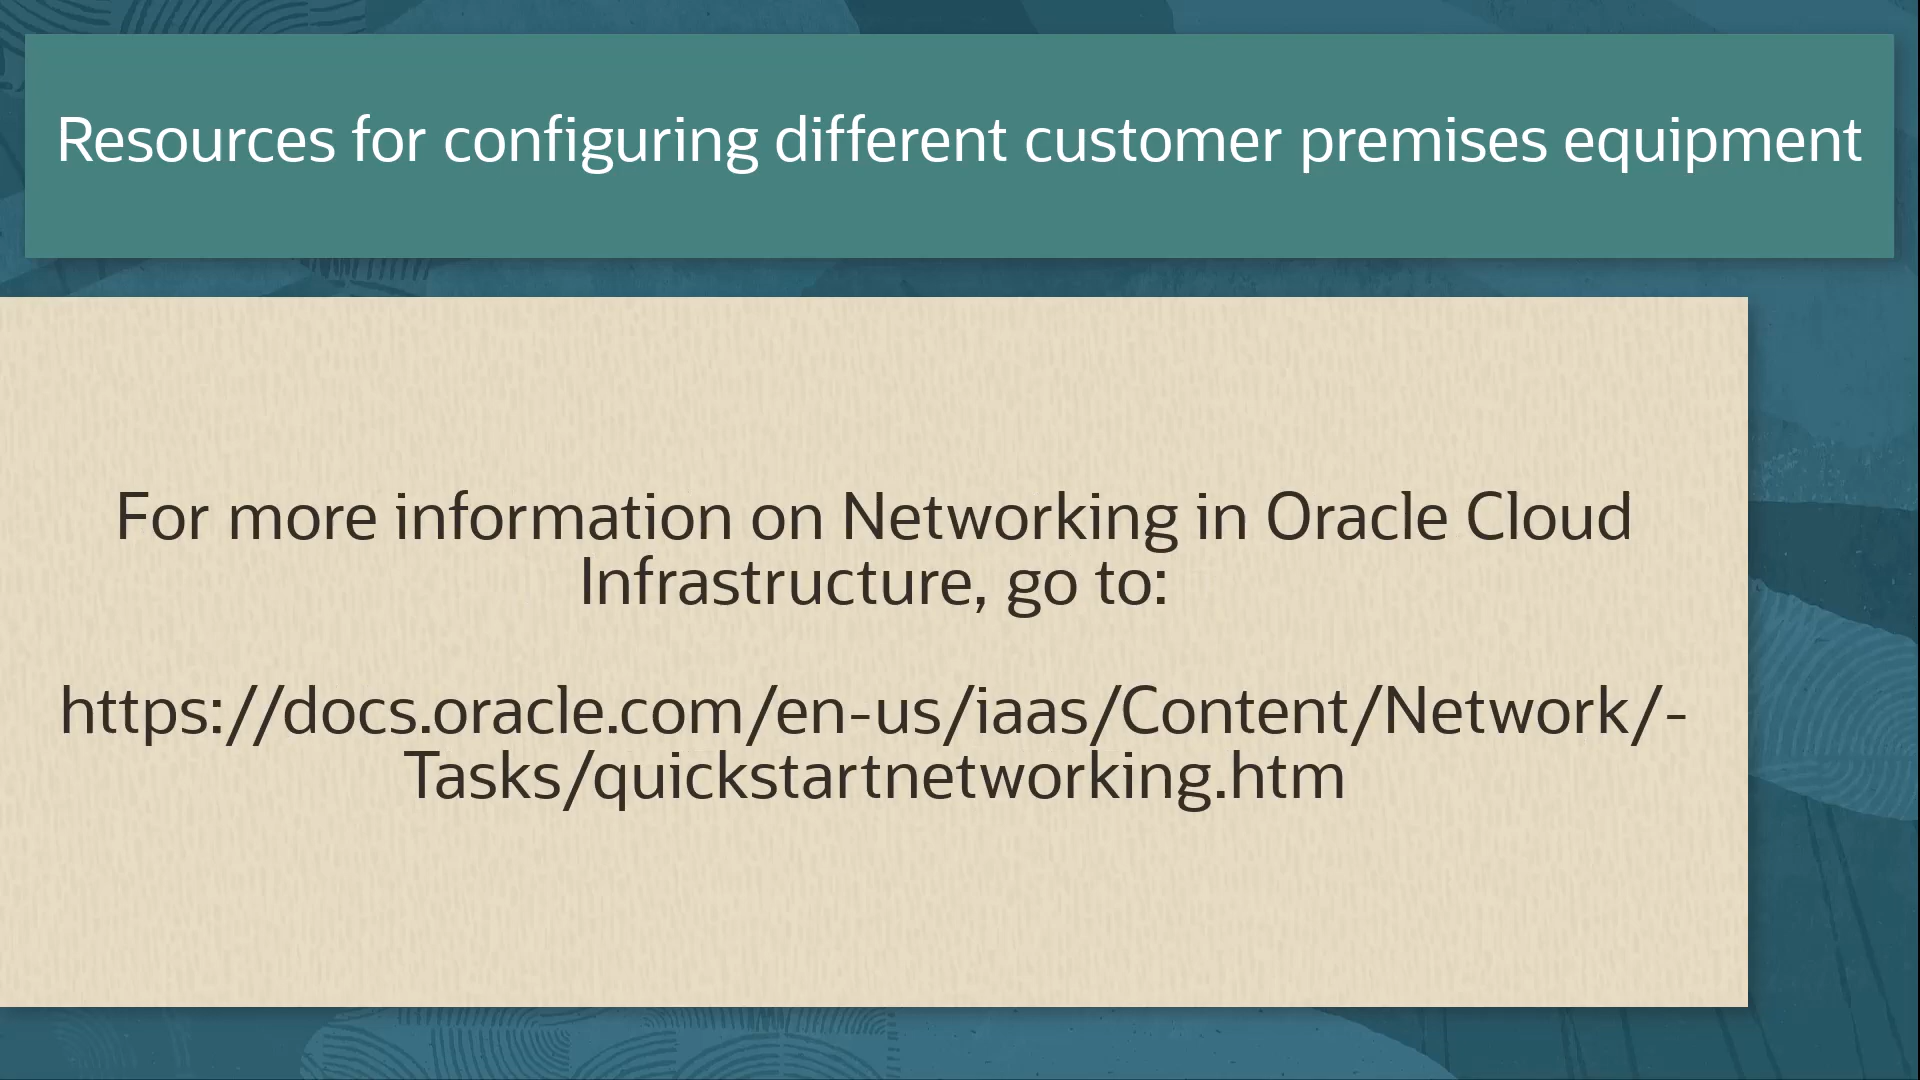 Resources for configuring different customer premises equipment
For more information on Networking in Oracle Cloud
Infrastructure, go to:
https://docs.oracle.com/en-us/iaas/Content/Network/-
Tasks/quickstartnetworking.htm